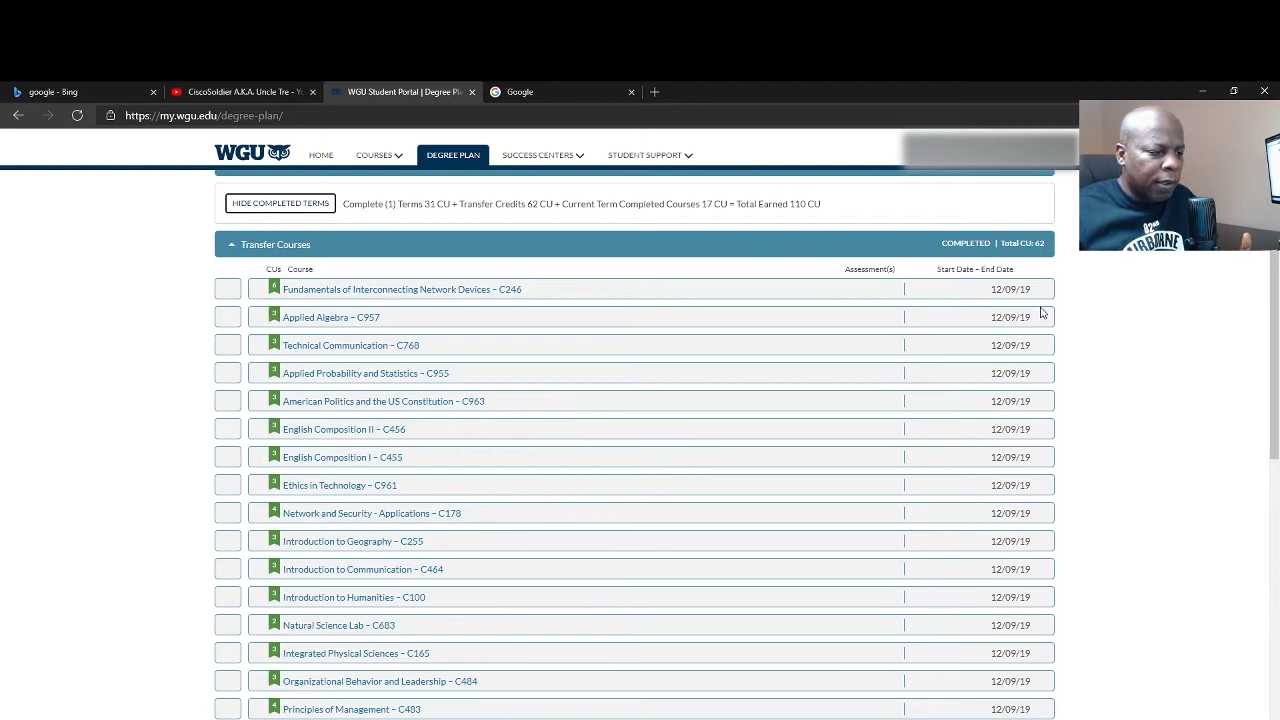 google - Bing
CiscoSoldier A.K.A. Uncle Tre - Yo
WGU Student Portal | Degree Pla
Google
https://my.wgu.edu/degree-plan/
WGU
HOME
COURSES
DEGREE PLAN
SUCCESS CENTERS
STUDENT SUPPORT
HIDE COMPLETED TERMS
Complete (1) Terms 31 CU + Transfer Credits 62 CU + Current Term Completed Courses 17 CU = Total Earned 110 CU
Transfer Courses COMPLETED | Total CU: 62
CUs Course Assessment(s) Start Date – End Date
6 Fundamentals of Interconnecting Network Devices – C246 12/09/19
3 Applied Algebra – C957 12/09/19
3 Technical Communication – C768 12/09/19
3 Applied Probability and Statistics – C955 12/09/19
3 American Politics and the US Constitution – C963 12/09/19
3 English Composition II – C456 12/09/19
3 English Composition I – C455 12/09/19
3 Ethics in Technology – C961 12/09/19
4 Network and Security - Applications – C178 12/09/19
3 Introduction to Geography – C255 12/09/19
3 Introduction to Communication – C464 12/09/19
3 Introduction to Humanities – C100 12/09/19
2 Natural Science Lab – C683 12/09/19
3 Integrated Physical Sciences – C165 12/09/19
3 Organizational Behavior and Leadership – C484 12/09/19
4 Principles of Management – C483 12/09/19
82ND
AIRBORNE